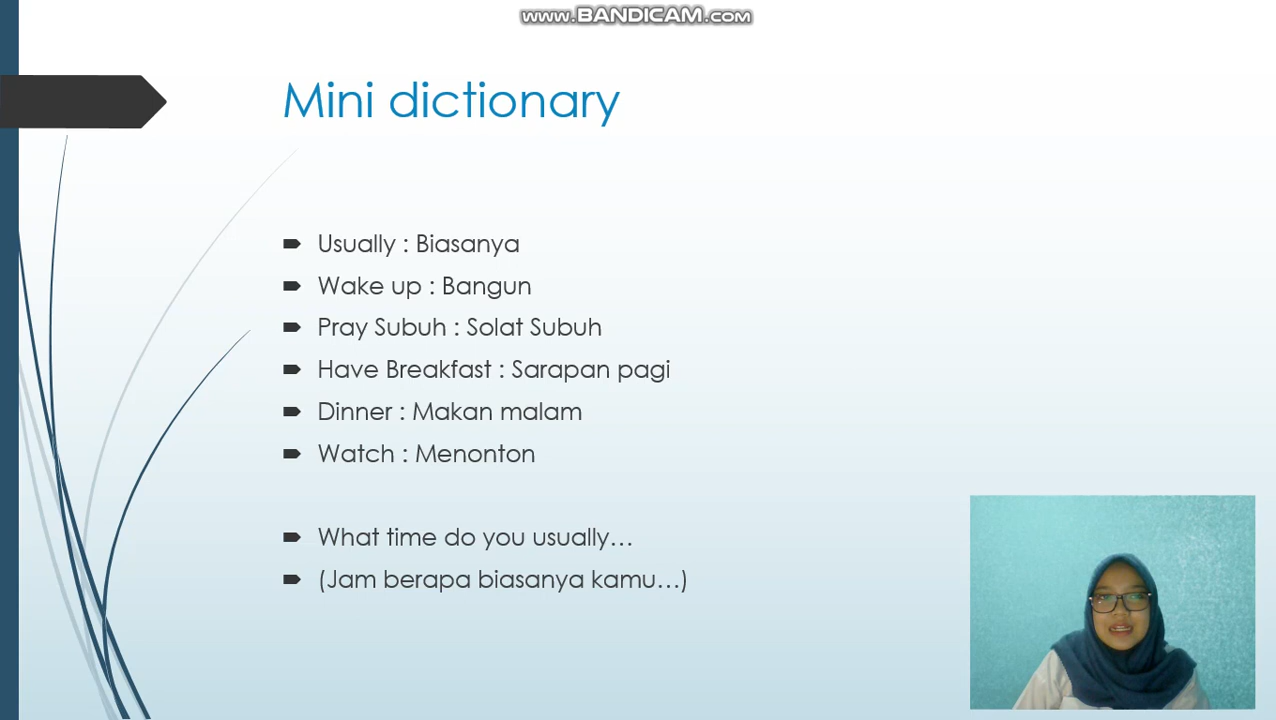 www.BANDICAM.com
Mini dictionary
Usually : Biasanya
Wake up : Bangun
Pray Subuh : Solat Subuh
Have Breakfast : Sarapan pagi
Dinner : Makan malam
Watch : Menonton
What time do you usually…
(Jam berapa biasanya kamu…)